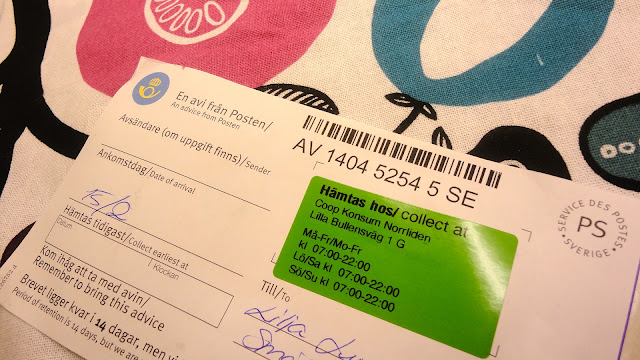 En avi från Posten/
An advice from Posten
Avsändare (om uppgift finns)/Sender
Ankomstdag/Date of arrival
Hämtas tidigast/Collect earliest at
Datum
Klockan
Kom ihåg att ta med avin/
Remember to bring this advice
Brevet ligger kvar i 14 dagar, men vi
Period of retention is 14 days, but we are
AV 1404 5254 5 SE
Hämtas hos/ collect at
Coop Konsum Norrliden
Lilla Bullensväg 1 G
Må-Fr/Mo-Fr
kl 07:00-22:00
Lö/Sa kl 07:00-22:00
Sö/Su kl 07:00-22:00
Till/To
Lilja
SERVICE DES POSTES
PS
SVERIGE